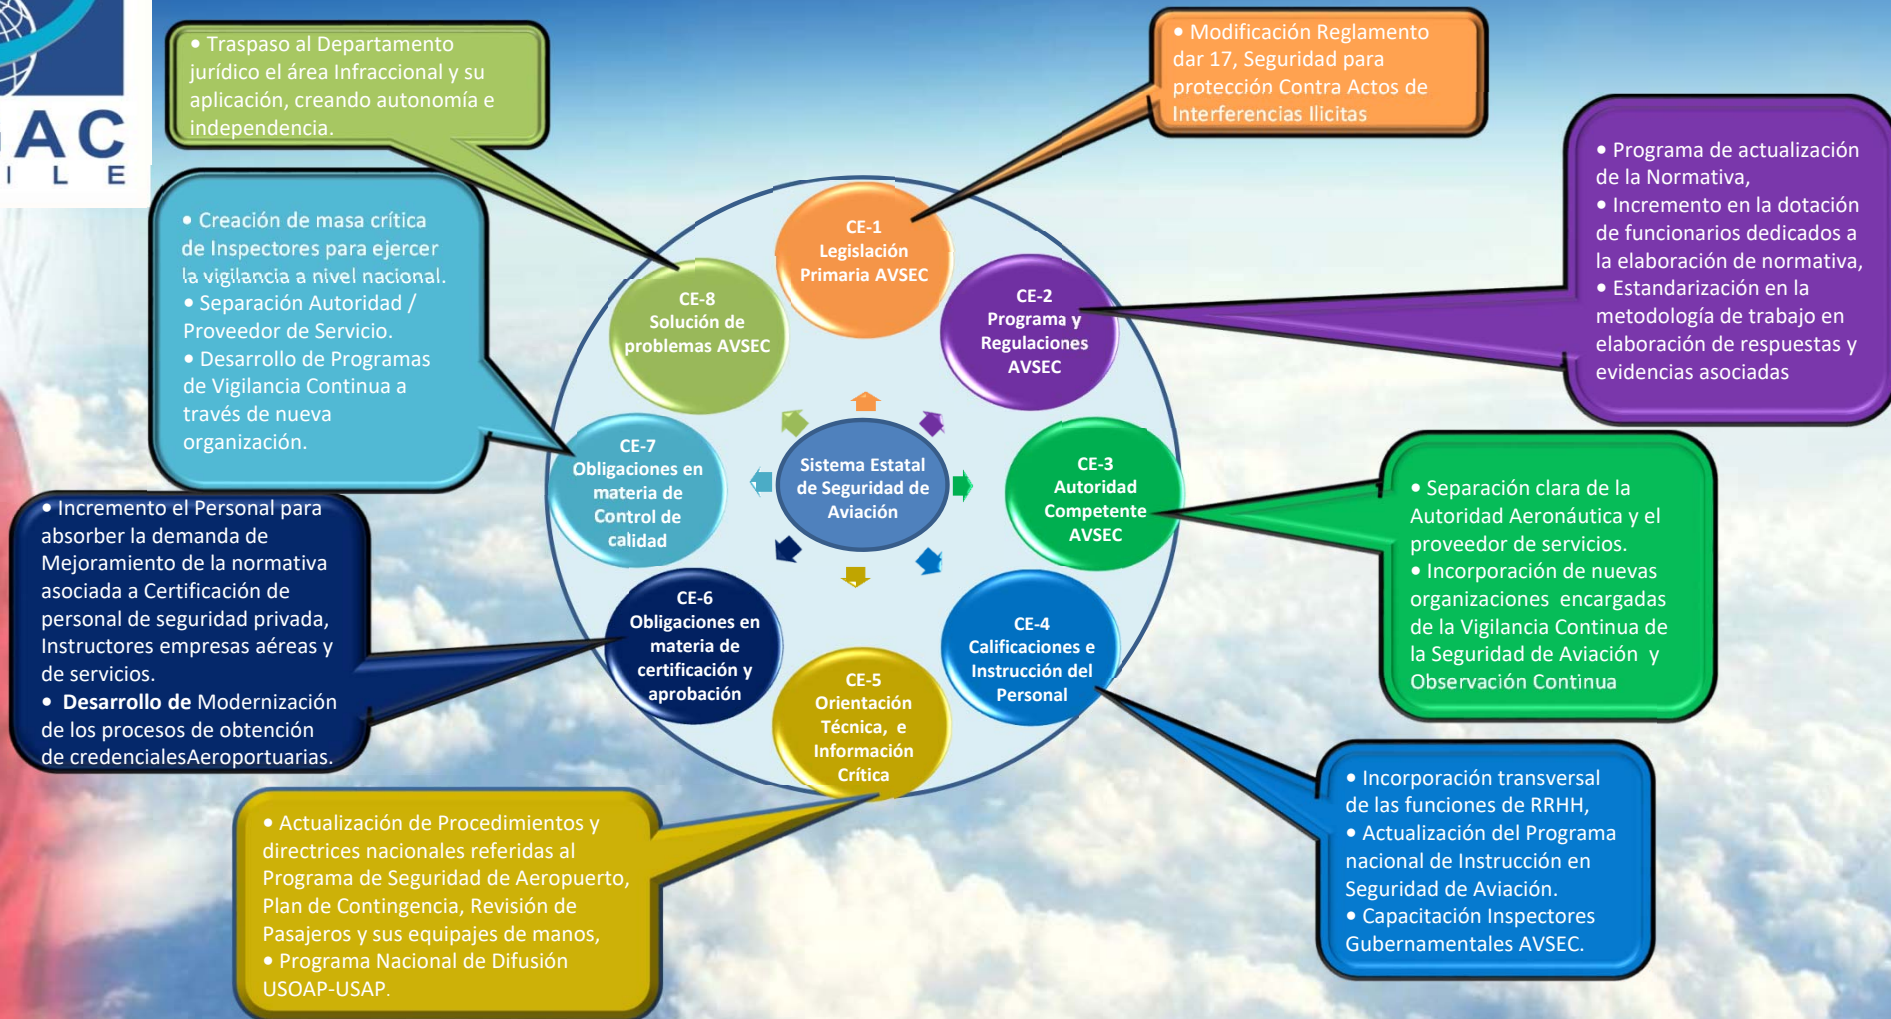 GAC
• Traspaso al Departamento
jurídico el área Infraccional y su
aplicación, creando autonomía e
independencia.
• Modificación Reglamento
dar 17, Seguridad para
protección Contra Actos de
Interferencias Ilicitas
• Programa de actualización
de la Normativa,
• Incremento en la dotación
de funcionarios dedicados a
la elaboración de normativa,
• Estandarización en la
metodología de trabajo en
elaboración de respuestas y
evidencias asociadas
• Creación de masa crítica
de Inspectores para ejercer
la vigilancia a nivel nacional.
• Separación Autoridad /
Proveedor de Servicio.
• Desarrollo de Programas
de Vigilancia Continua a
través de nueva
organización.
CE-1
Legislación
Primaria AVSEC
CE-2
Programa y
Regulaciones
AVSEC
CE-8
Solución de
problemas AVSEC
CE-7
Obligaciones en
materia de
Control de
calidad
Sistema Estatal
de Seguridad de
Aviación
CE-3
Autoridad
Competente
AVSEC
• Separación clara de la
Autoridad Aeronáutica y el
proveedor de servicios.
• Incorporación de nuevas
organizaciones encargadas
de la Vigilancia Continua de
la Seguridad de Aviación y
Observación Continua
• Incremento el Personal para
absorber la demanda de
Mejoramiento de la normativa
asociada a Certificación de
personal de seguridad privada,
Instructores empresas aéreas y
de servicios.
• Desarrollo de Modernización
de los procesos de obtención
de credencialesAeroportuarias.
CE-6
Obligaciones en
materia de
certificación y
aprobación
CE-5
Orientación
Técnica, e
Información
Crítica
CE-4
Calificaciones e
Instrucción del
Personal
• Incorporación transversal
de las funciones de RRHH,
• Actualización del Programa
nacional de Instrucción en
Seguridad de Aviación.
• Capacitación Inspectores
Gubernamentales AVSEC.
• Actualización de Procedimientos y
directrices nacionales referidas al
Programa de Seguridad de Aeropuerto,
Plan de Contingencia, Revisión de
Pasajeros y sus equipajes de manos,
• Programa Nacional de Difusión
USOAP-USAP.